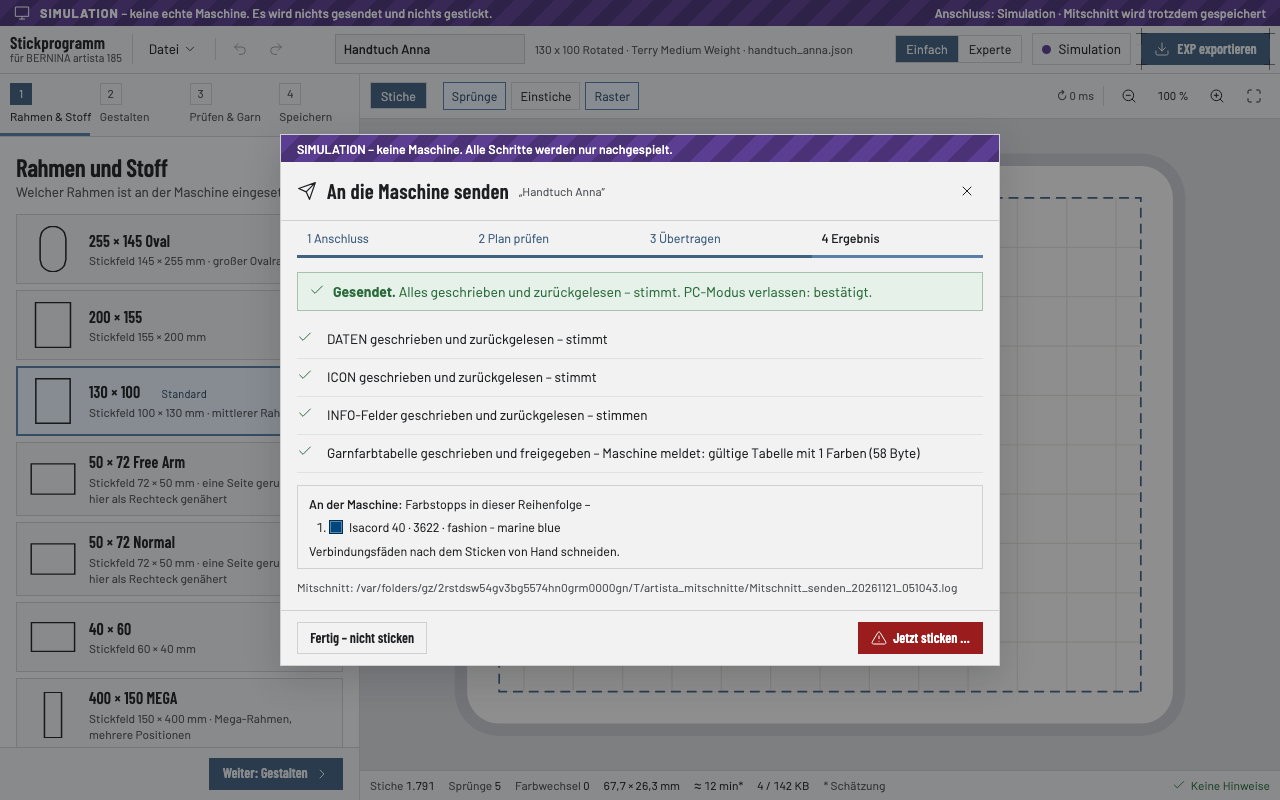 SIMULATION – keine echte Maschine. Es wird nichts gesendet und nichts gestickt.
Anschluss: Simulation · Mitschnitt wird trotzdem gespeichert
Stickprogramm
für BERNINA artista 185
Datei
Handtuch Anna
130 x 100 Rotated · Terry Medium Weight · handtuch_anna.json
Einfach
Experte
Simulation
EXP exportieren
1
2
3
4
Rahmen & Stoff
Gestalten
Prüfen & Garn
Speichern
Stiche
Sprünge
Einstiche
Raster
0 ms
100 %
Rahmen und Stoff
Welcher Rahmen ist an der Maschine eingeset
255 × 145 Oval
Stickfeld 145 × 255 mm · großer Ovalra
200 × 155
Stickfeld 155 × 200 mm
130 × 100 Standard
Stickfeld 100 × 130 mm · mittlerer Rah
50 × 72 Free Arm
Stickfeld 72 × 50 mm · eine Seite geru
hier als Rechteck genähert
50 × 72 Normal
Stickfeld 72 × 50 mm · eine Seite geru
hier als Rechteck genähert
40 × 60
Stickfeld 60 × 40 mm
400 × 150 MEGA
Stickfeld 150 × 400 mm · Mega-Rahmen,
mehrere Positionen
Weiter: Gestalten
SIMULATION – keine Maschine. Alle Schritte werden nur nachgespielt.
An die Maschine senden „Handtuch Anna“
1 Anschluss
2 Plan prüfen
3 Übertragen
4 Ergebnis
Gesendet. Alles geschrieben und zurückgelesen – stimmt. PC-Modus verlassen: bestätigt.
DATEN geschrieben und zurückgelesen – stimmt
ICON geschrieben und zurückgelesen – stimmt
INFO-Felder geschrieben und zurückgelesen – stimmen
Garnfarbtabelle geschrieben und freigegeben – Maschine meldet: gültige Tabelle mit 1 Farben (58 Byte)
An der Maschine: Farbstopps in dieser Reihenfolge –
1. Isacord 40 · 3622 · fashion - marine blue
Verbindungsfäden nach dem Sticken von Hand schneiden.
Mitschnitt: /var/folders/gz/2rstdsw54gv3bg5574hn0grm0000gn/T/artista_mitschnitte/Mitschnitt_senden_20261121_051043.log
Fertig – nicht sticken
Jetzt sticken ...
Stiche 1.791
Sprünge 5
Farbwechsel 0
67,7 × 26,3 mm
≈ 12 min*
4 / 142 KB
* Schätzung
Keine Hinweise